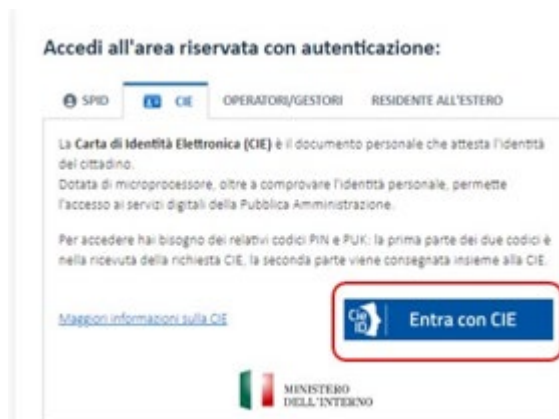 Accedi all'area riservata con autenticazione:
SPID CIE OPERATORI/GESTORI RESIDENTE ALL'ESTERO
La Carta di Identità Elettronica (CIE) è il documento personale che attesta l'identità
del cittadino.
Dotata di microprocessore, oltre a comprovare l'identità personale, permette
l'accesso ai servizi digitali della Pubblica Amministrazione.
Per accedere hai bisogno dei relativi codici PIN e PUK: la prima parte dei due codici è
nella ricevuta della richiesta CIE, la seconda parte viene consegnata insieme alla CIE.
Maggiori informazioni sulla CIE
Cie ID Entra con CIE
MINISTERO
DELL'INTERNO